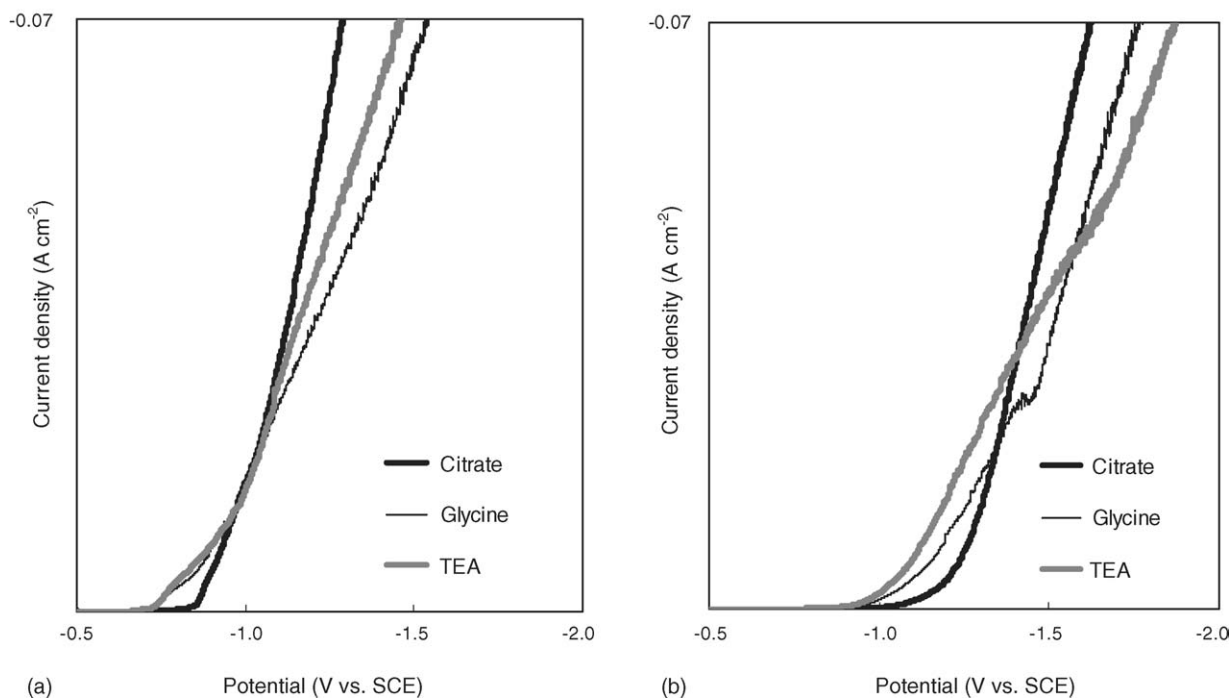 -0.07
Current density (A cm-2)
Citrate
Glycine
TEA
-0.5 -1.0 -1.5 -2.0
(a) Potential (V vs. SCE)
-0.07
Current density (A cm-2)
Citrate
Glycine
TEA
-0.5 -1.0 -1.5 -2.0
(b) Potential (V vs. SCE)